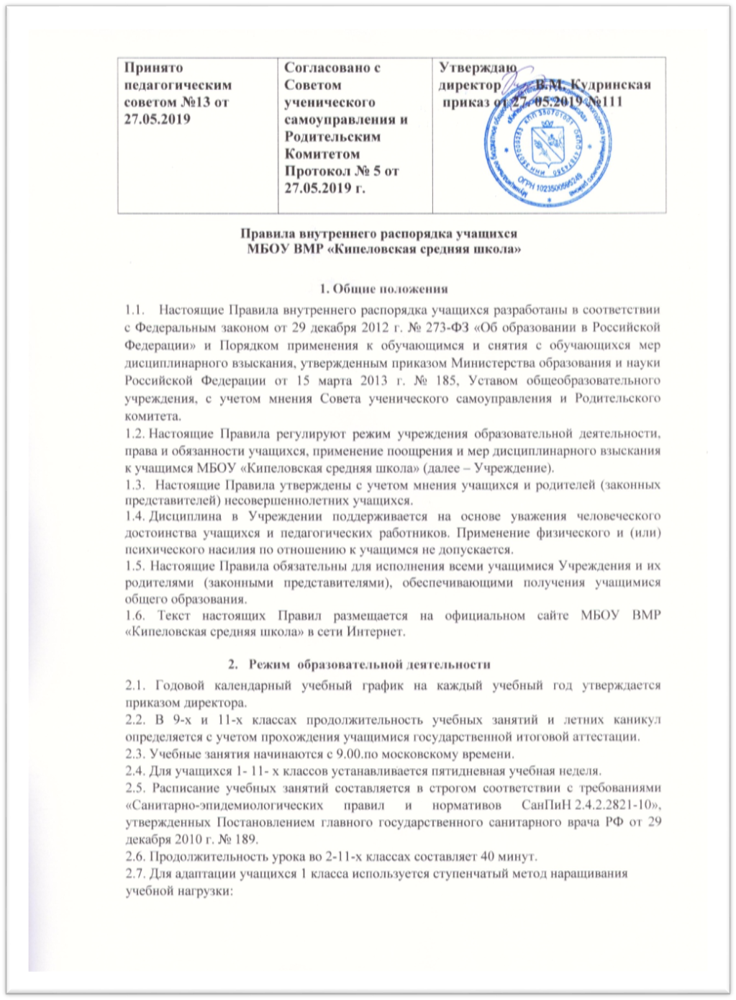 Принято
педагогическим
советом №13 от
27.05.2019
Согласовано с
Советом
ученического
самоуправления и
Родительским
Комитетом
Протокол № 5 от
27.05.2019 г.
Утверждаю
директор В.М. Кудринская
приказ от 27. 05.2019 №111
ОГРН 1023500595249
Правила внутреннего распорядка учащихся
МБОУ ВМР «Кипеловская средняя школа»
1. Общие положения
1.1. Настоящие Правила внутреннего распорядка учащихся разработаны в соответствии
с Федеральным законом от 29 декабря 2012 г. № 273-ФЗ «Об образовании в Российской
Федерации» и Порядком применения к обучающимся и снятия с обучающихся мер
дисциплинарного взыскания, утвержденным приказом Министерства образования и науки
Российской Федерации от 15 марта 2013 г. № 185, Уставом общеобразовательного
учреждения, с учетом мнения Совета ученического самоуправления и Родительского
комитета.
1.2. Настоящие Правила регулируют режим учреждения образовательной деятельности,
права и обязанности учащихся, применение поощрения и мер дисциплинарного взыскания
к учащимся МБОУ «Кипеловская средняя школа» (далее – Учреждение).
1.3. Настоящие Правила утверждены с учетом мнения учащихся и родителей (законных
представителей) несовершеннолетних учащихся.
1.4. Дисциплина в Учреждении поддерживается на основе уважения человеческого
достоинства учащихся и педагогических работников. Применение физического и (или)
психического насилия по отношению к учащимся не допускается.
1.5. Настоящие Правила обязательны для исполнения всеми учащимися Учреждения и их
родителями (законными представителями), обеспечивающими получения учащимися
общего образования.
1.6. Текст настоящих Правил размещается на официальном сайте МБОУ ВМР
«Кипеловская средняя школа» в сети Интернет.
2. Режим образовательной деятельности
2.1. Годовой календарный учебный график на каждый учебный год утверждается
приказом директора.
2.2. В 9-х и 11-х классах продолжительность учебных занятий и летних каникул
определяется с учетом прохождения учащимися государственной итоговой аттестации.
2.3. Учебные занятия начинаются с 9.00.по московскому времени.
2.4. Для учащихся 1- 11- х классов устанавливается пятидневная учебная неделя.
2.5. Расписание учебных занятий составляется в строгом соответствии с требованиями
«Санитарно-эпидемиологических правил и нормативов СанПиН 2.4.2.2821-10»,
утвержденных Постановлением главного государственного санитарного врача РФ от 29
декабря 2010 г. № 189.
2.6. Продолжительность урока во 2-11-х классах составляет 40 минут.
2.7. Для адаптации учащихся 1 класса используется ступенчатый метод наращивания
учебной нагрузки: